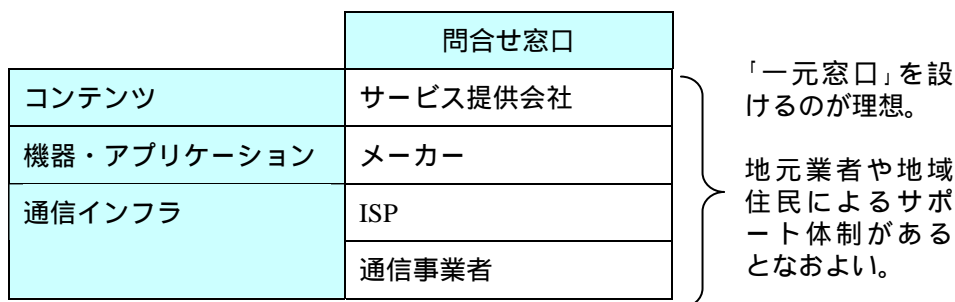 問合せ窓口
コンテンツ
サービス提供会社
機器・アプリケーション
メーカー
通信インフラ
ISP
通信事業者
「一元窓口」を設
けるのが理想。
地元業者や地域
住民によるサポ
ート体制がある
となおよい。